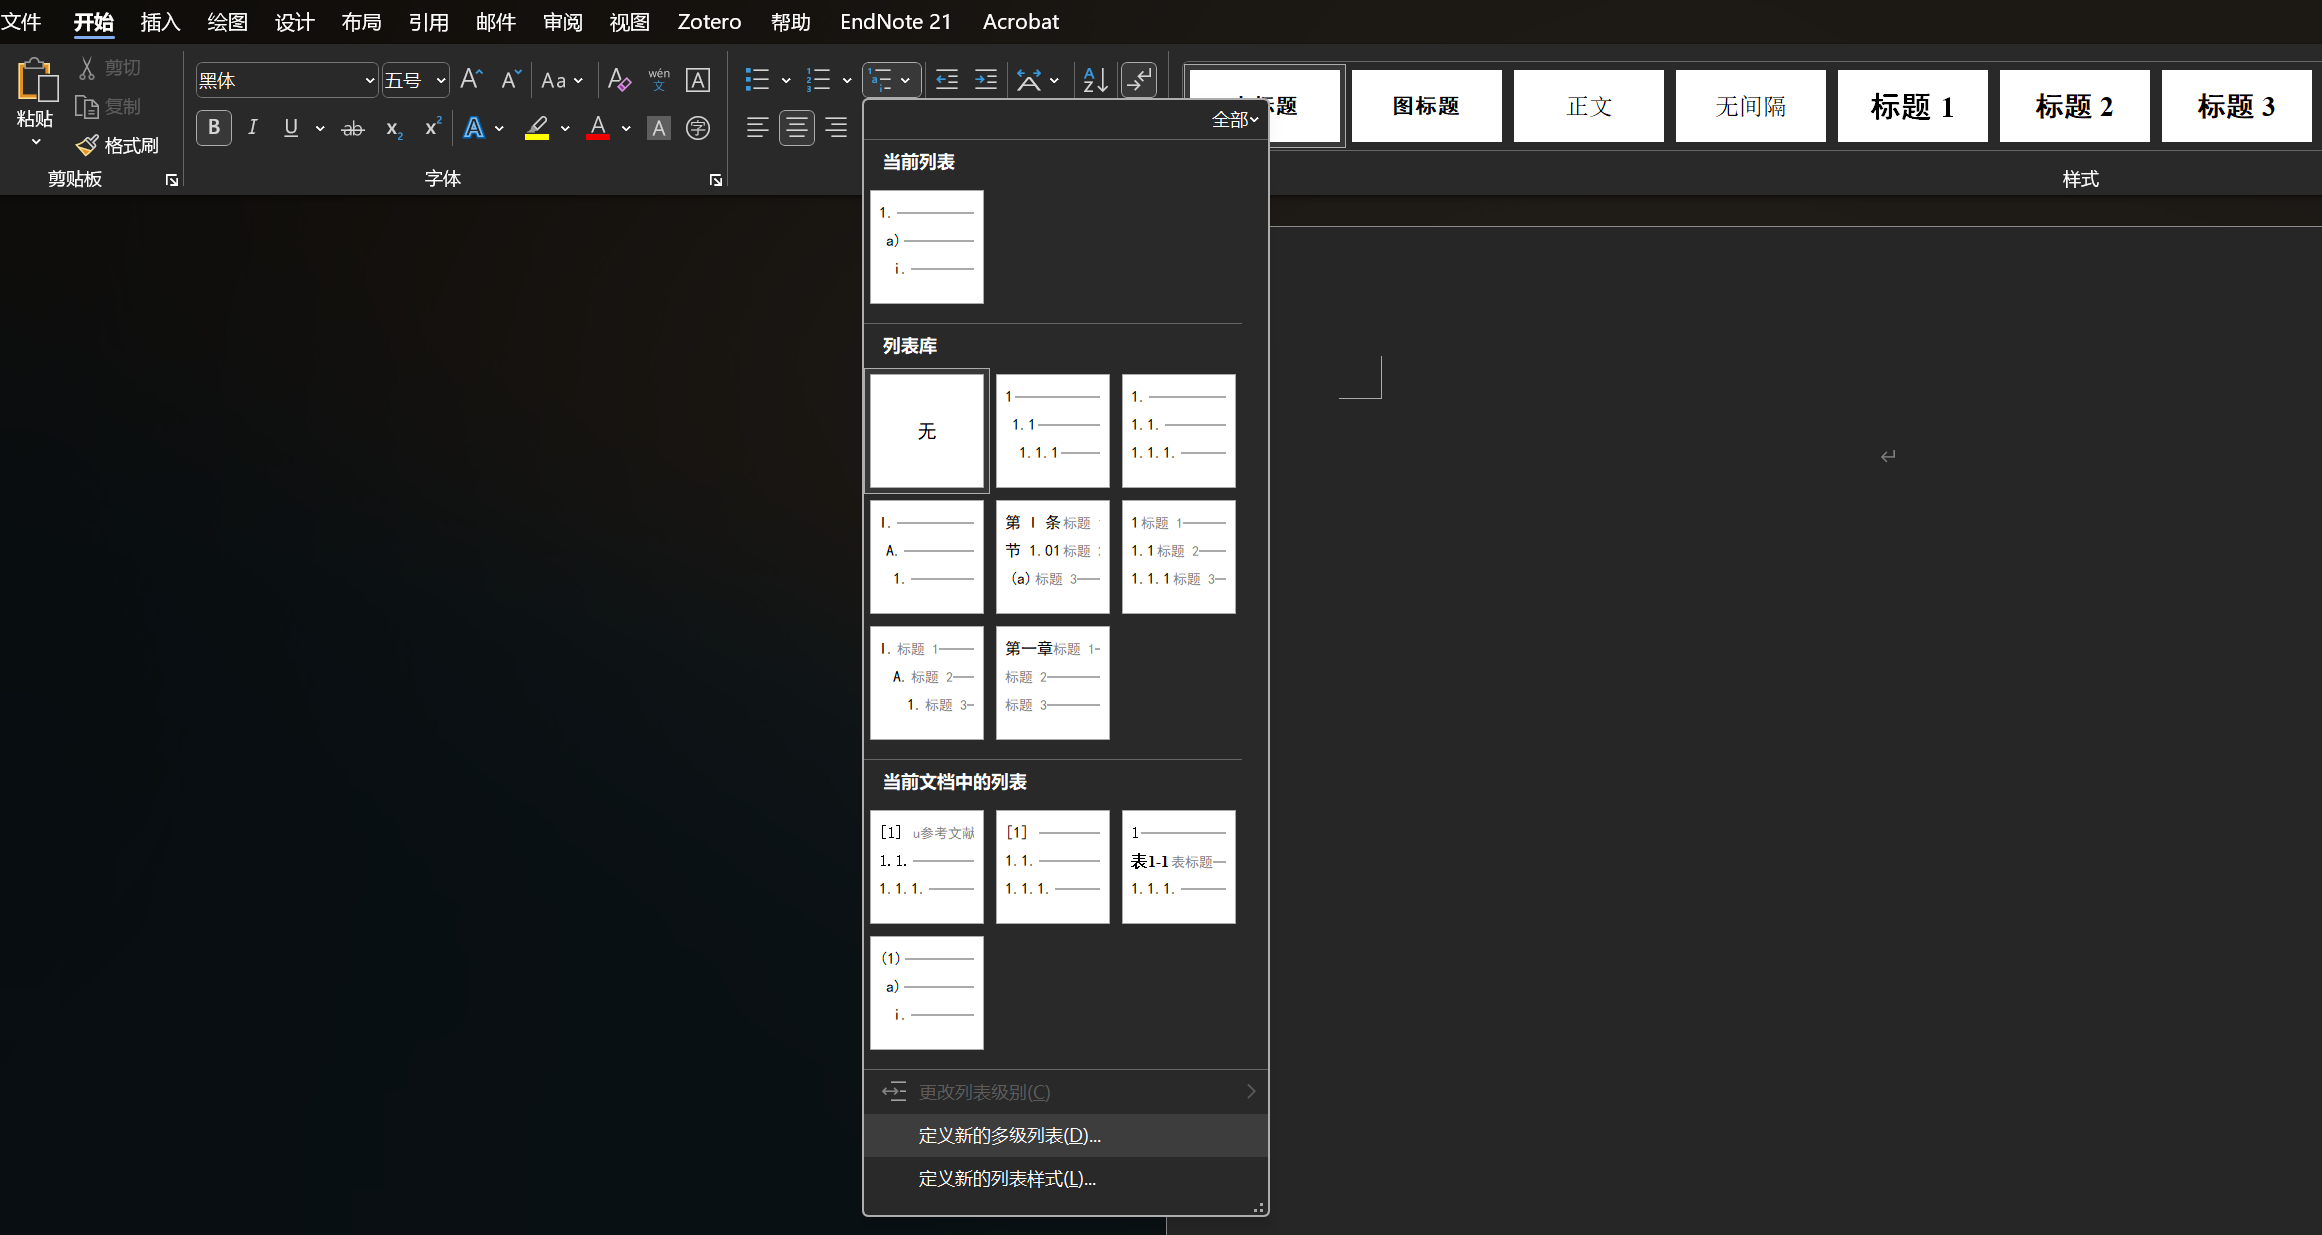 文件 开始 插入 绘图 设计 布局 引用 邮件 审阅 视图 Zotero 帮助 EndNote 21 Acrobat
粘贴
剪切
复制
格式刷
剪贴板
黑体 五号 Aa wén 文 A
B I U ab x₂ x² A A A 字
字体
标题 图标题 正文 无间隔 标题 1 标题 2 标题 3
样式
全部
当前列表
1.
a)
i.
列表库
无
1
1.1
1.1.1
1.
1.1.
1.1.1.
I.
A.
1.
第 I 条标题
节 1.01标题
(a)标题 3
1标题 1
1.1标题 2
1.1.1标题 3
I.标题 1
A.标题 2
1.标题 3
第一章标题 1
标题 2
标题 3
当前文档中的列表
[1] u参考文献
1.1.
1.1.1.
[1]
1.1.
1.1.1.
1
表1-1表标题
1.1.1.
(1)
a)
i.
更改列表级别(C)
定义新的多级列表(D)...
定义新的列表样式(L)...